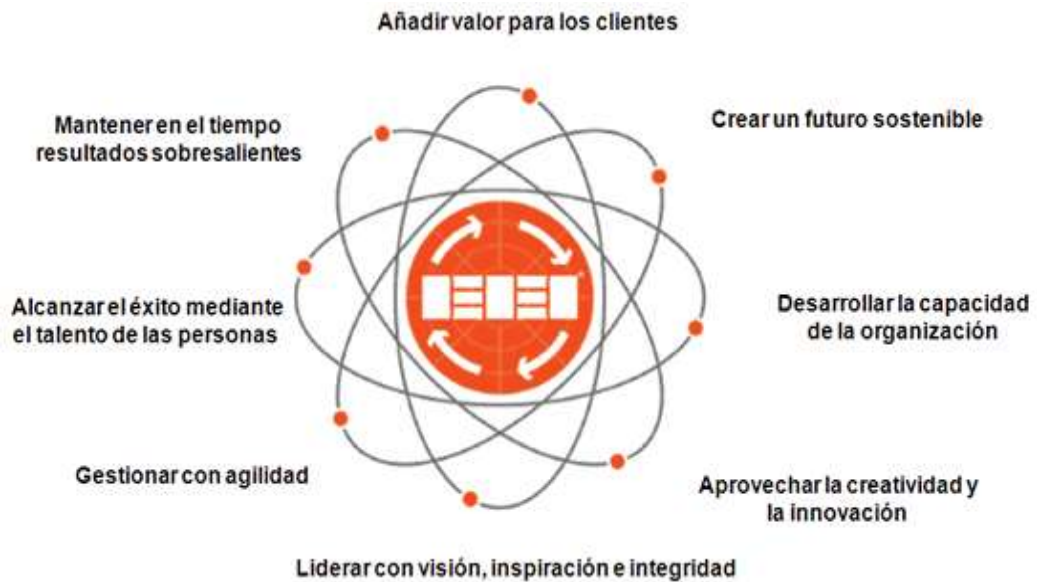 Añadir valor para los clientes
Mantener en el tiempo
resultados sobresalientes
Crear un futuro sostenible
Alcanzar el éxito mediante
el talento de las personas
Desarrollar la capacidad
de la organización
Gestionar con agilidad
Aprovechar la creatividad y
la innovación
Liderar con visión, inspiración e integridad